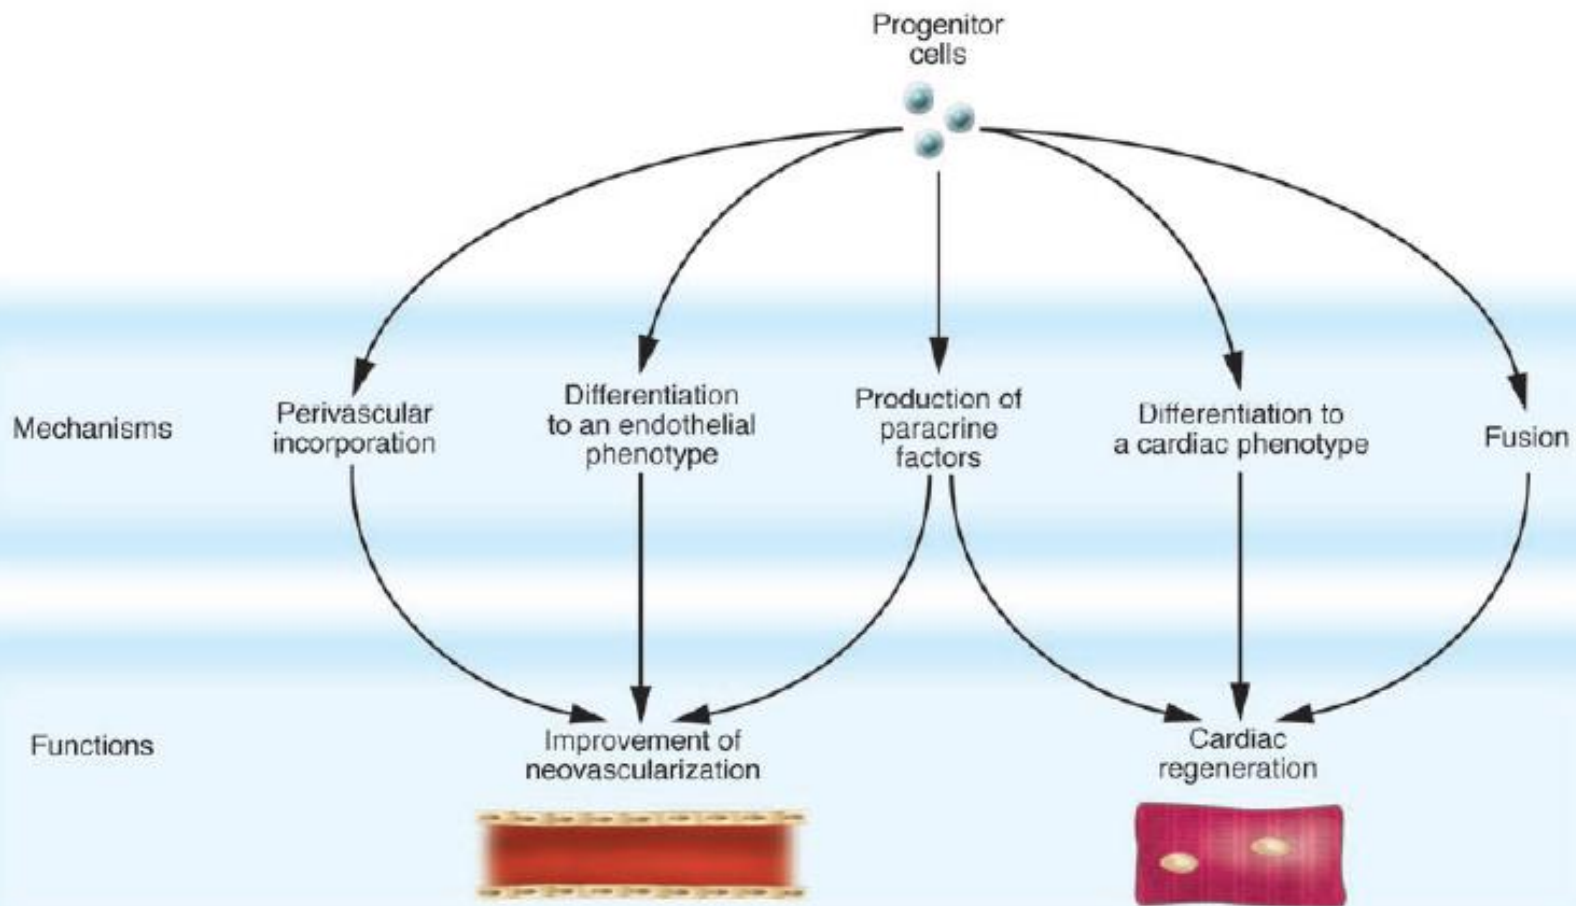 Progenitor
cells
Mechanisms
Perivascular
incorporation
Differentiation
to an endothelial
phenotype
Production of
paracrine
factors
Differentiation to
a cardiac phenotype
Fusion
Functions
Improvement of
neovascularization
Cardiac
regeneration